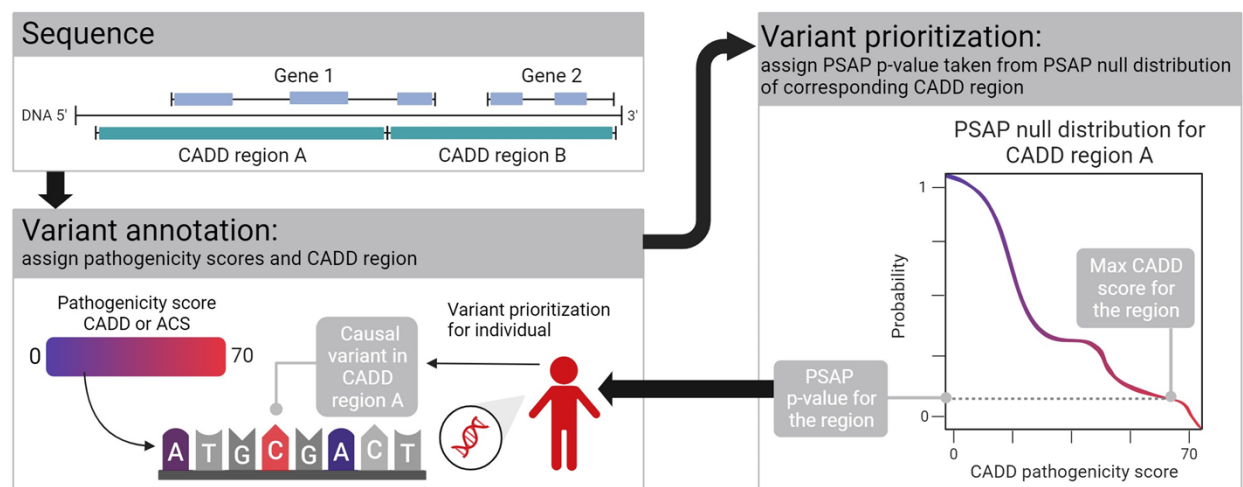 Sequence
Gene 1
Gene 2
DNA 5'
3'
CADD region A
CADD region B
Variant annotation:
assign pathogenicity scores and CADD region
Pathogenicity score
CADD or ACS
0
70
Causal
variant in
CADD
region A
Variant prioritization
for individual
A T G C G A C T
Variant prioritization:
assign PSAP p-value taken from PSAP null distribution
of corresponding CADD region
PSAP null distribution for
CADD region A
1
Probability
0
Max CADD
score for
the region
PSAP
p-value for
the region
0
70
CADD pathogenicity score